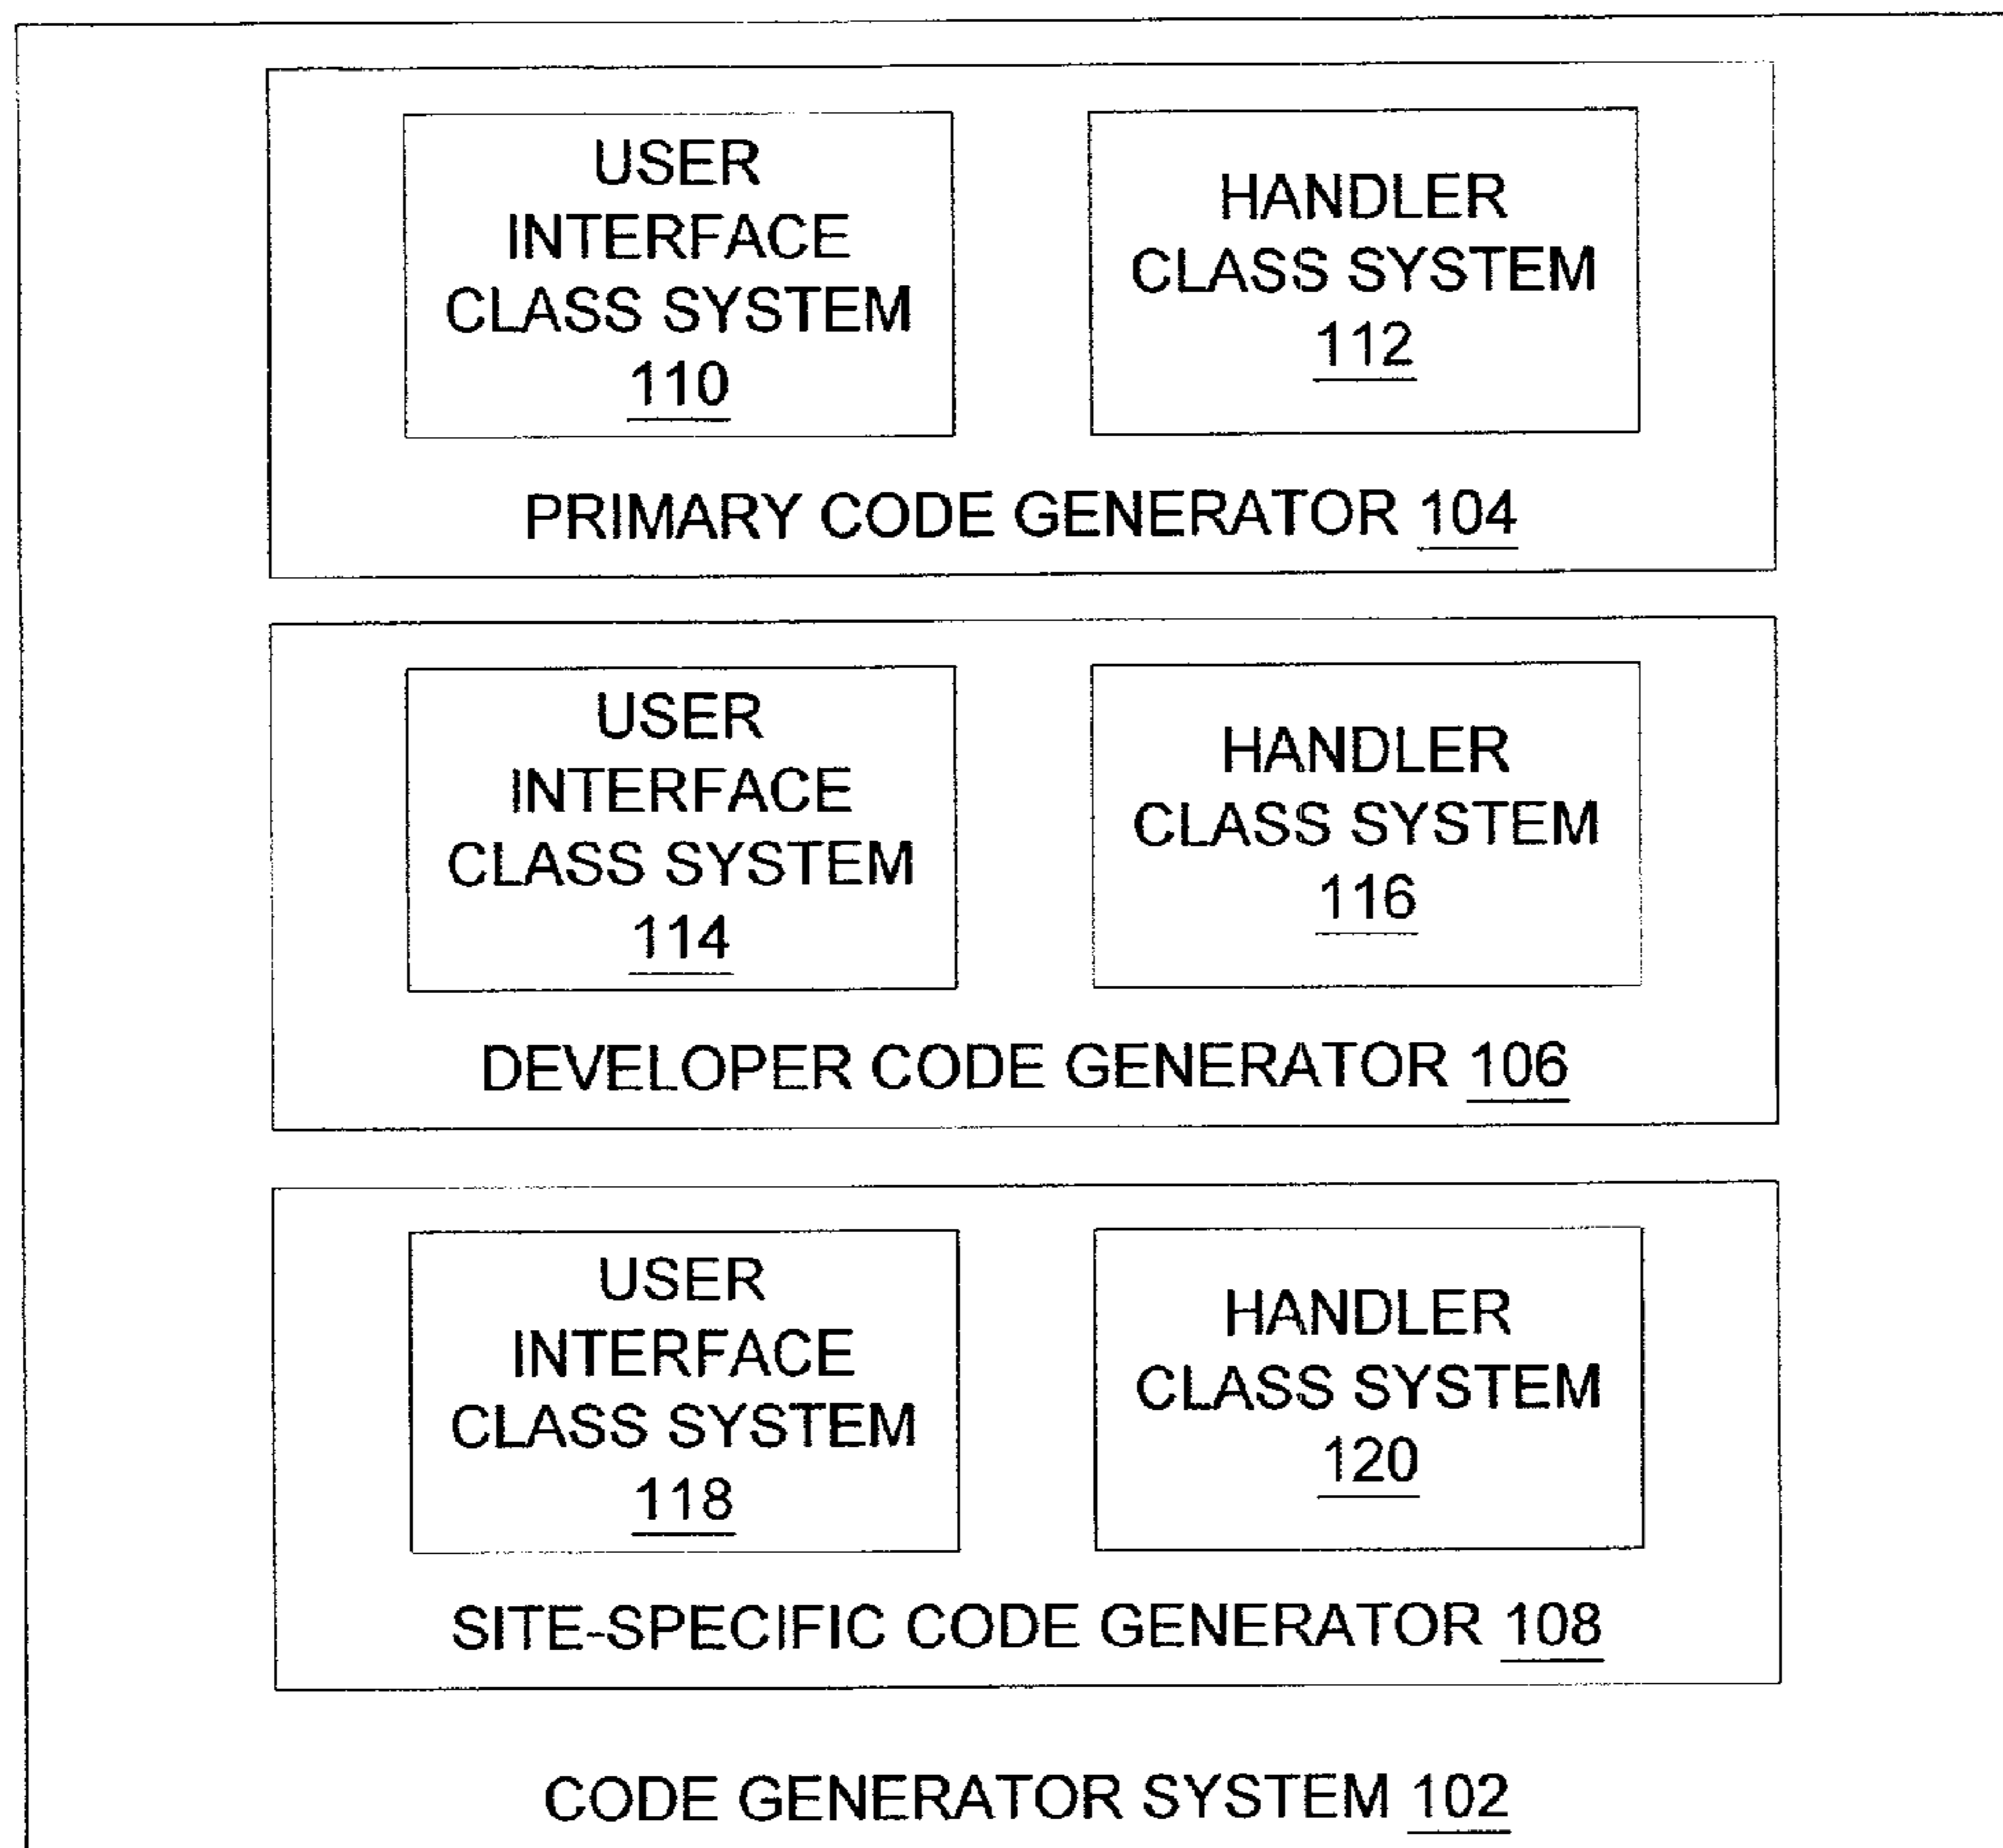 USER
INTERFACE
CLASS SYSTEM
110
HANDLER
CLASS SYSTEM
112
PRIMARY CODE GENERATOR 104
USER
INTERFACE
CLASS SYSTEM
114
HANDLER
CLASS SYSTEM
116
DEVELOPER CODE GENERATOR 106
USER
INTERFACE
CLASS SYSTEM
118
HANDLER
CLASS SYSTEM
120
SITE-SPECIFIC CODE GENERATOR 108
CODE GENERATOR SYSTEM 102